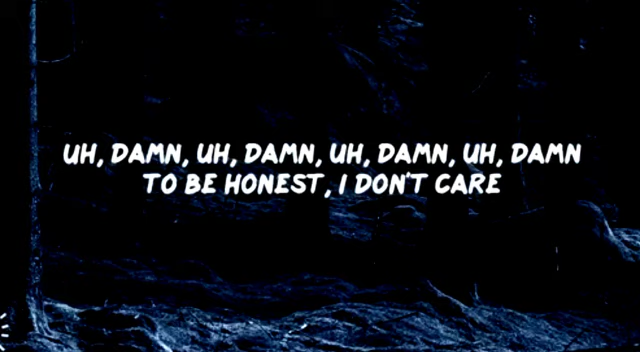 UH, DAMN, UH, DAMN, UH, DAMN, UH, DAMN
TO BE HONEST, I DON'T CARE